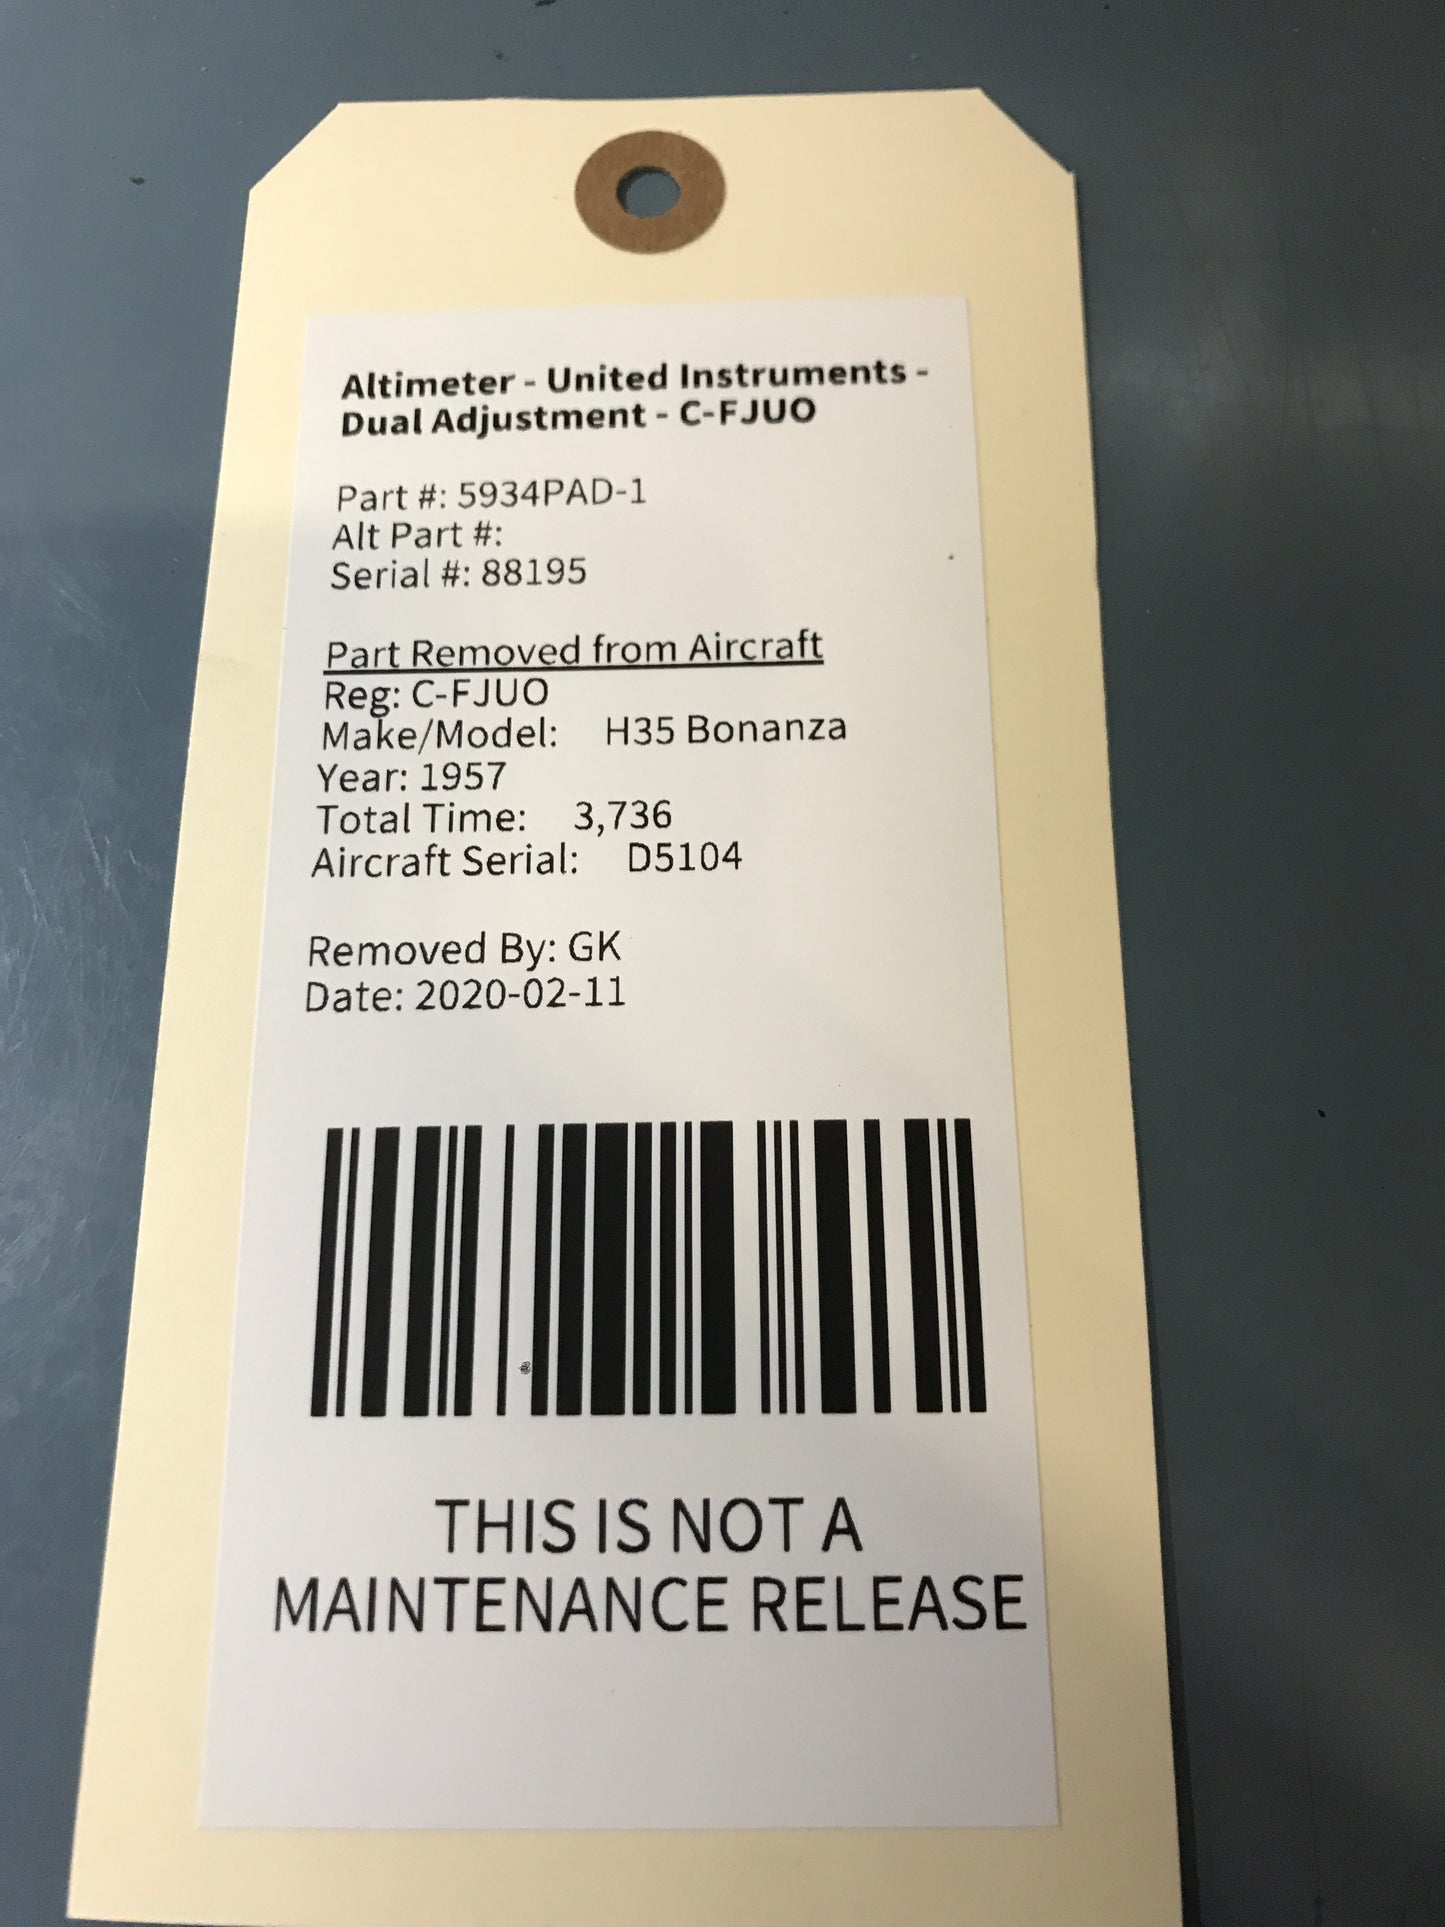 Altimeter - United Instruments -
Dual Adjustment - C-FJUO
Part #: 5934PAD-1
Alt Part #:
Serial #: 88195
Part Removed from Aircraft
Reg: C-FJUO
Make/Model: H35 Bonanza
Year: 1957
Total Time: 3,736
Aircraft Serial: D5104
Removed By: GK
Date: 2020-02-11
THIS IS NOT A
MAINTENANCE RELEASE